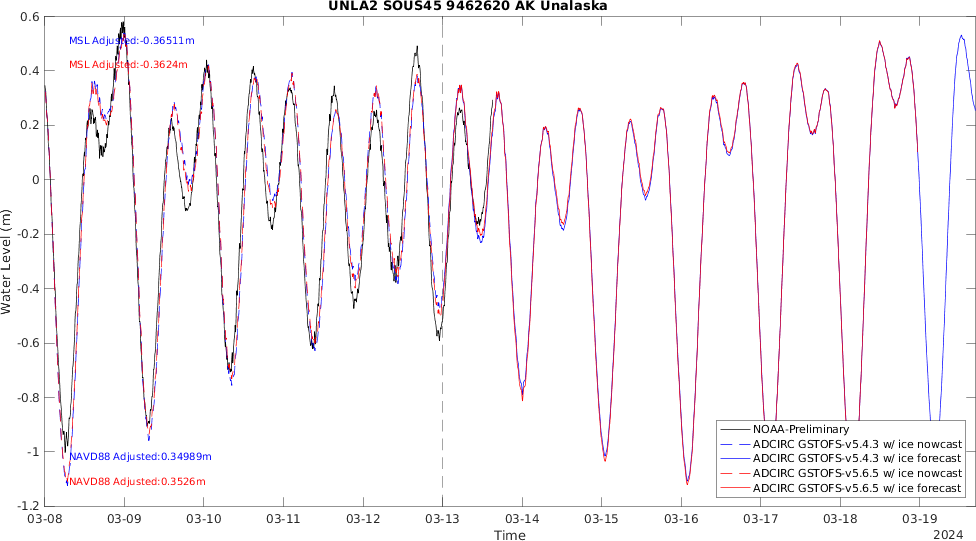 UNLA2 SOUS45 9462620 AK Unalaska
0.6
MSL Adjusted:-0.36511m
0.4
MSL Adjusted:-0.3624m
0.2
0
-0.2
-0.4
-0.6
-0.8
-1
-1.2
Water Level (m)
NAVD88 Adjusted:0.34989m
NAVD88 Adjusted:0.3526m
NOAA-Preliminary
ADCIRC GSTOFS-v5.4.3 w/ ice nowcast
ADCIRC GSTOFS-v5.4.3 w/ ice forecast
ADCIRC GSTOFS-v5.6.5 w/ ice nowcast
ADCIRC GSTOFS-v5.6.5 w/ ice forecast
03-08 03-09 03-10 03-11 03-12 03-13 03-14 03-15 03-16 03-17 03-18 03-19
Time
2024